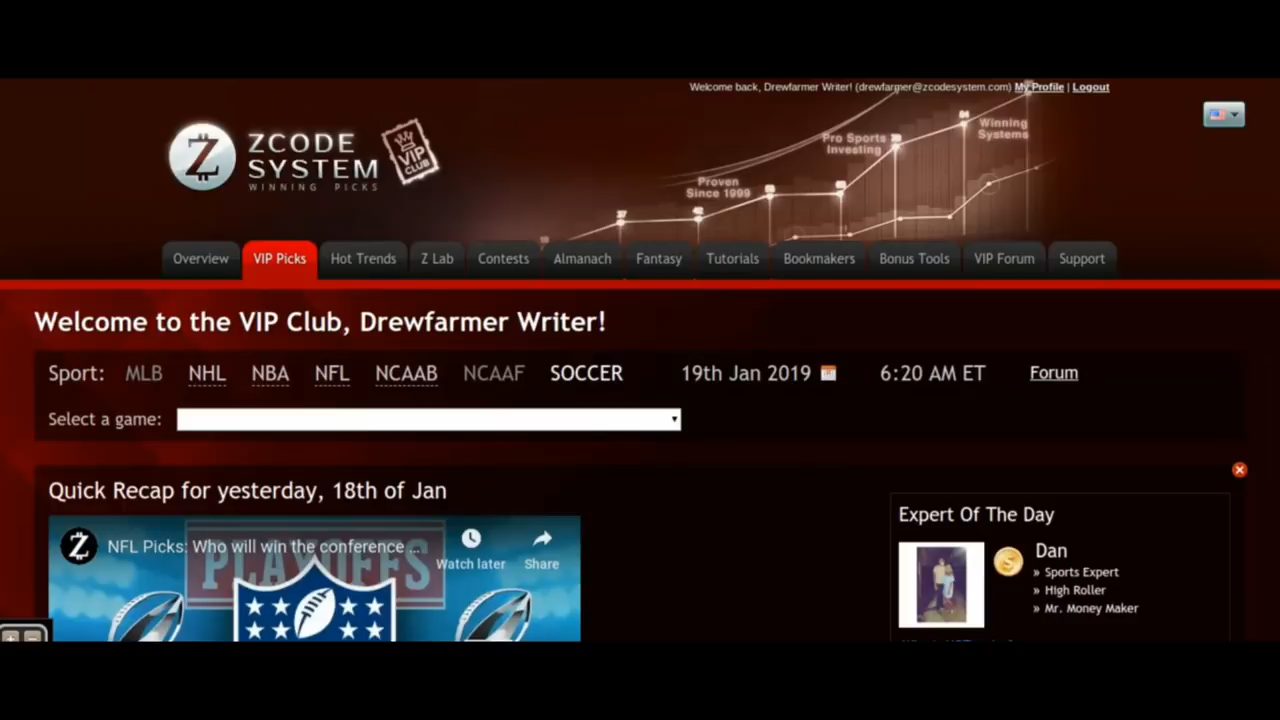 Welcome back, Drewfarmer Writer! (drewfarmer@zcodesystem.com) My Profile | Logout
Z ZCODE SYSTEM
WINNING PICKS
VIP CLUB
Proven Since 1999
Pro Sports Investing
Winning Systems
37
42
Overview VIP Picks Hot Trends Z Lab Contests Almanach Fantasy Tutorials Bookmakers Bonus Tools VIP Forum Support
Welcome to the VIP Club, Drewfarmer Writer!
Sport: MLB NHL NBA NFL NCAAB NCAAF SOCCER 19th Jan 2019 6:20 AM ET Forum
Select a game:
Quick Recap for yesterday, 18th of Jan
Z NFL Picks: Who will win the conference ...
Watch later Share
PLAYOFFS
Expert Of The Day
Dan
» Sports Expert
» High Roller
» Mr. Money Maker